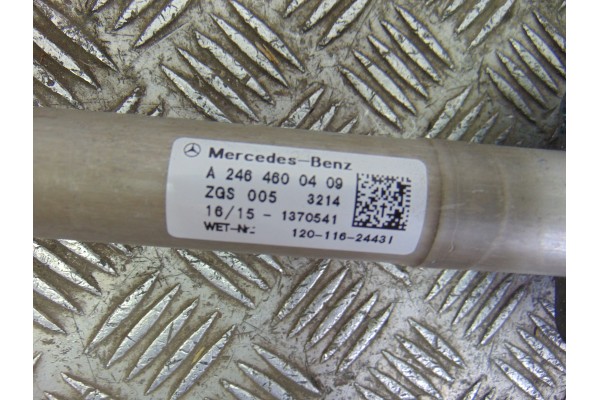 Mercedes-Benz
A 246 460 04 09
ZGS 005 3214
16/15 - 1370541
WET-Nr.: 120-116-24431